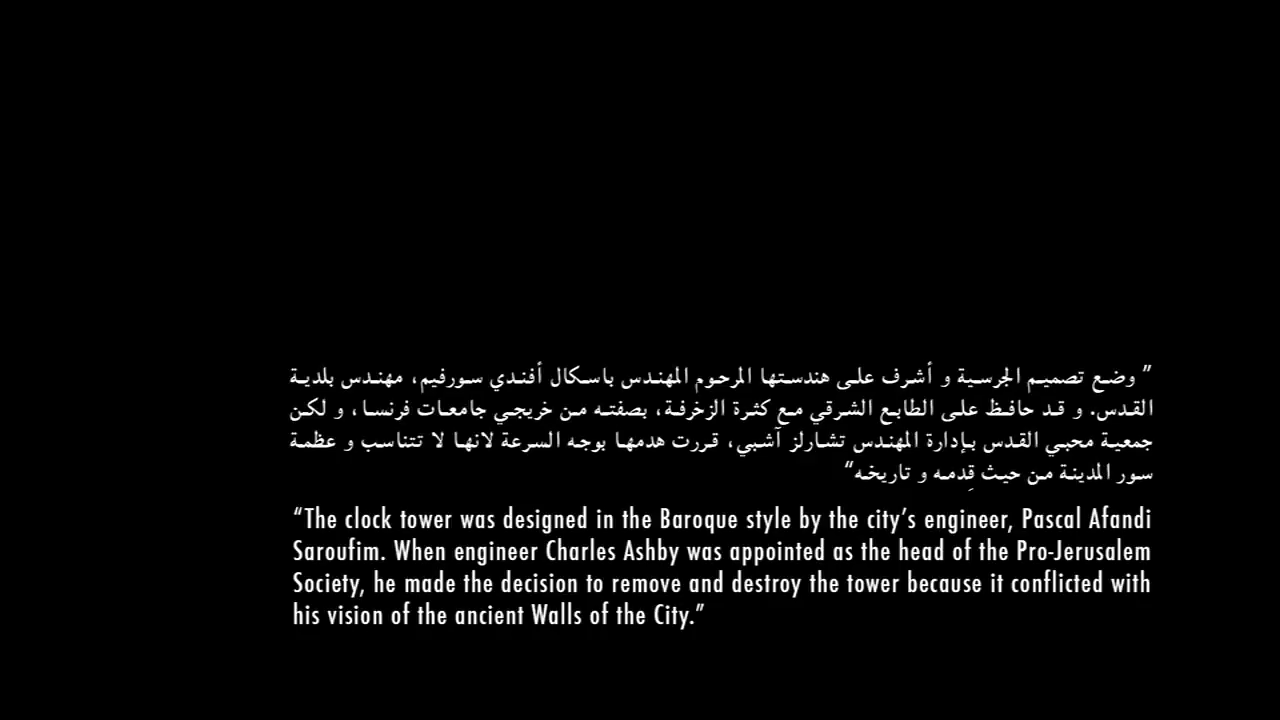 ” وضع تصميم الجرسية و أشرف على هندستها المرحوم المهندس باسكال أفندي سورفيم، مهندس بلدية
القدس. و قد حافظ على الطابع الشرقي مع كثرة الزخرفة، بصفته من خريجي جامعات فرنسا، و لكن
جمعية محبي القدس بإدارة المهندس تشارلز آشبي، قررت هدمها بوجه السرعة لانها لا تتناسب و عظمة
سور المدينة من حيث قِدمه و تاريخه“
“The clock tower was designed in the Baroque style by the city’s engineer, Pascal Afandi
Saroufim. When engineer Charles Ashby was appointed as the head of the Pro-Jerusalem
Society, he made the decision to remove and destroy the tower because it conflicted with
his vision of the ancient Walls of the City.”